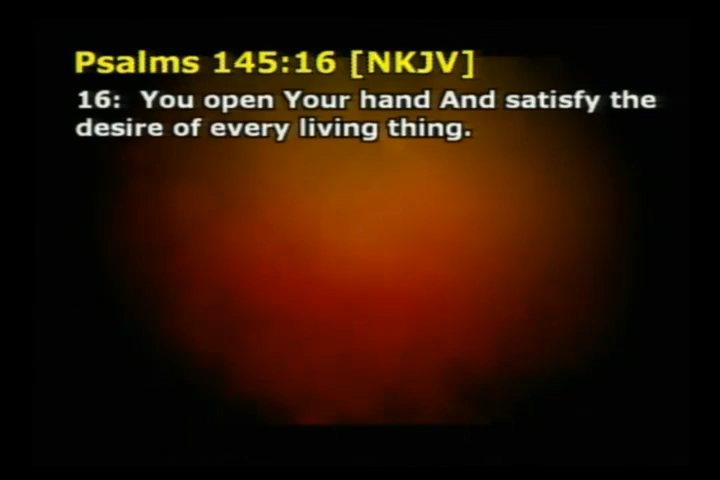 Psalms 145:16 [NKJV]
16: You open Your hand And satisfy the
desire of every living thing.